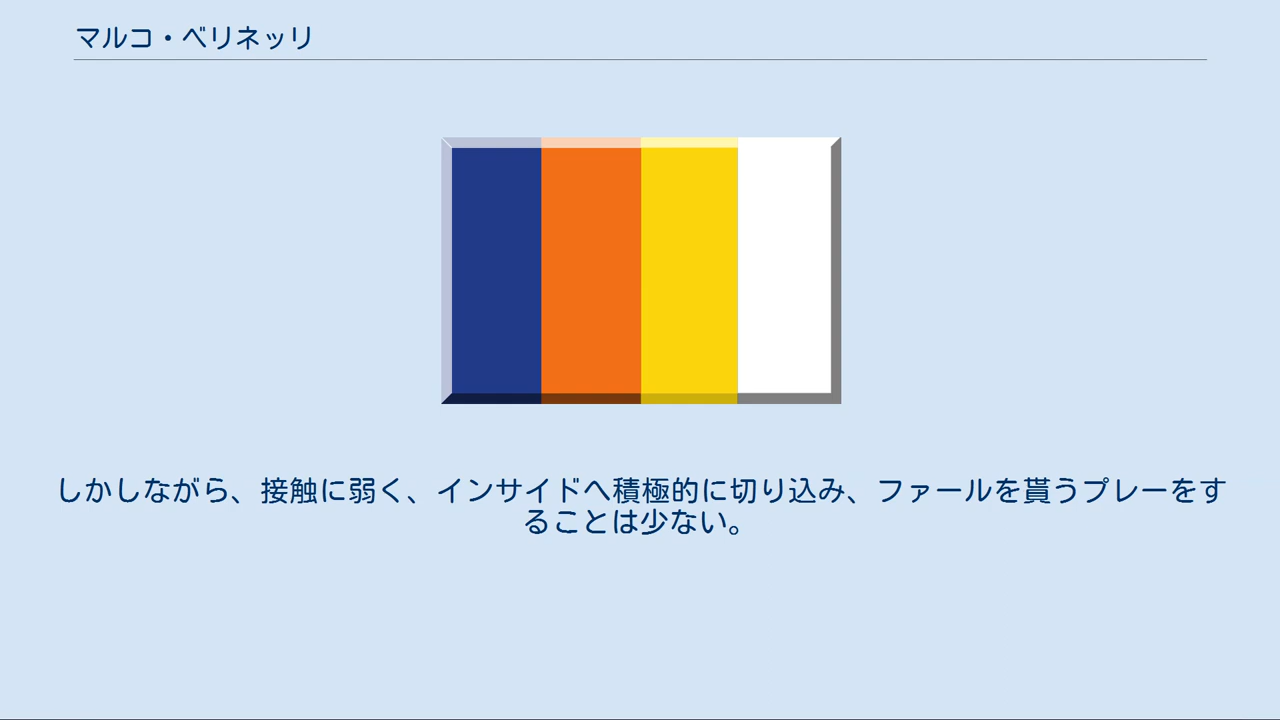 マルコ・ベリネッリ
しかしながら、接触に弱く、インサイドへ積極的に切り込み、ファールを貰うプレーをす
ることは少ない。